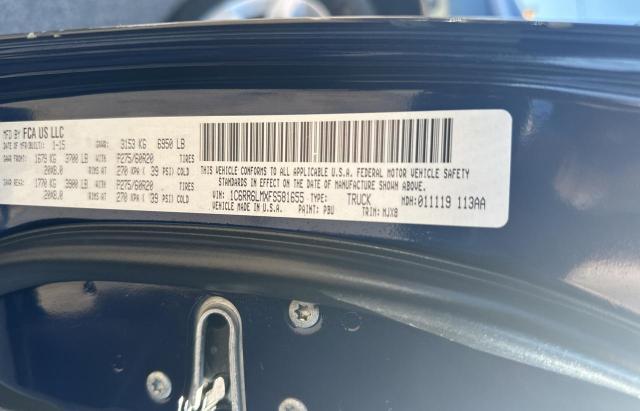 MFD BY FCA US LLC
DATE OF MFR(BUILT): 1-15 GVWR: 3153 KG 6950 LB
GAWR FRONT: 1679 KG 3700 LB WITH P275/60R20 TIRES
20X8.0 RIMS AT 270 KPA( 39 PSI) COLD
GAWR REAR: 1770 KG 3900 LB WITH P275/60R20 TIRES
20X8.0 RIMS AT 270 KPA( 39 PSI) COLD
THIS VEHICLE CONFORMS TO ALL APPLICABLE U.S.A. FEDERAL MOTOR VEHICLE SAFETY
STANDARDS IN EFFECT ON THE DATE OF MANUFACTURE SHOWN ABOVE.
VIN: 1C6RR6LMXFS581655 TYPE: TRUCK MDH: 011119 113AA
VEHICLE MADE IN U.S.A. PAINT: PBU TRIM: MJX8